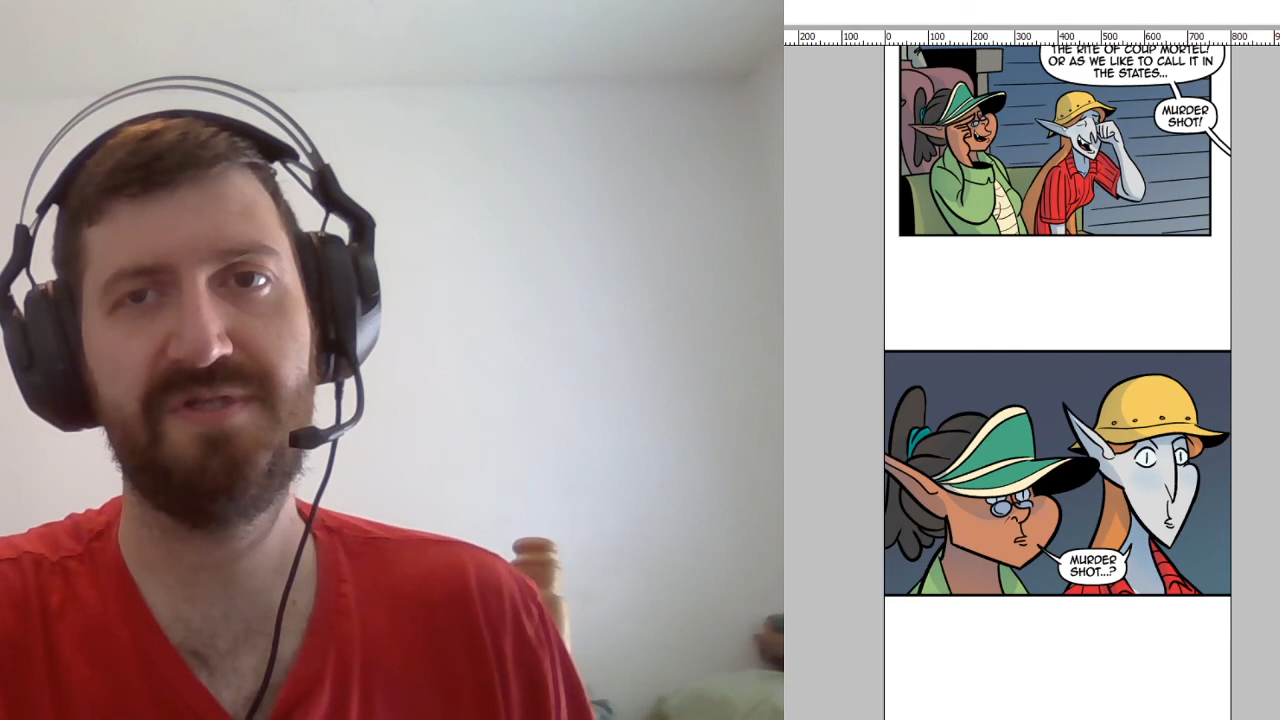 200 100 0 100 200 300 400 500 600 700 800
THE RITE OF COUP MORTEL!
OR AS WE LIKE TO CALL IT IN
THE STATES...
MURDER
SHOT!
MURDER
SHOT...?